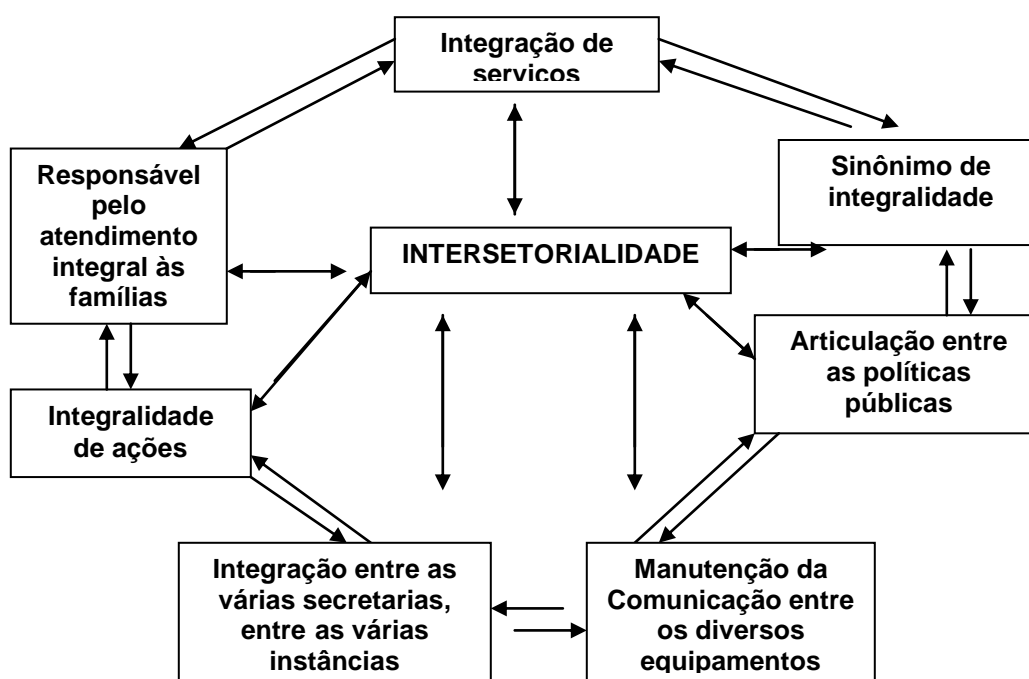 Integração de
serviços
Responsável
pelo
atendimento
integral às
famílias
Sinônimo de
integralidade
INTERSETORIALIDADE
Articulação entre
as políticas
públicas
Integralidade
de ações
Integração entre as
várias secretarias,
entre as várias
instâncias
Manutenção da
Comunicação entre
os diversos
equipamentos